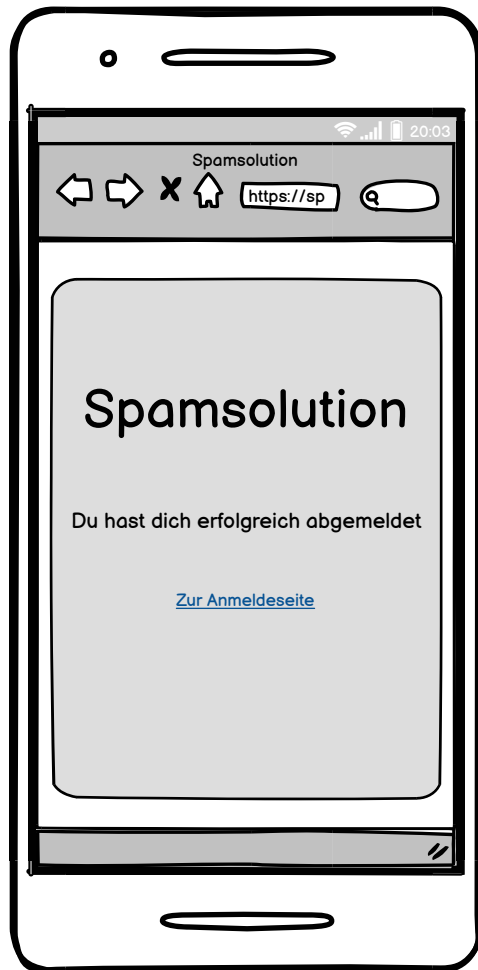 20:03
Spamsolution
https://sp
Spamsolution
Du hast dich erfolgreich abgemeldet
Zur Anmeldeseite